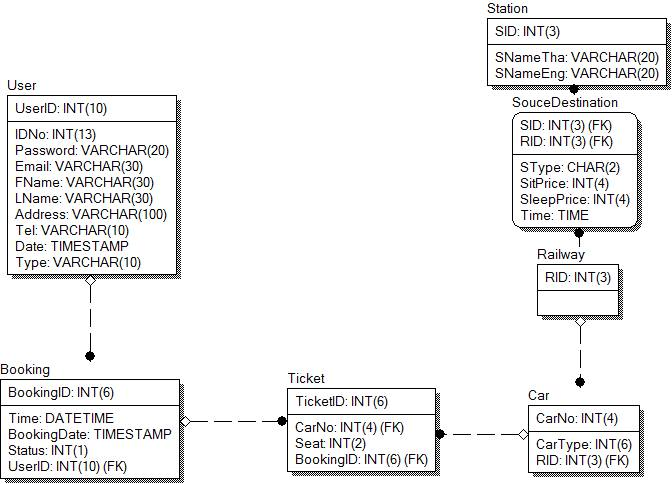 Station
SID: INT(3)
SNameTha: VARCHAR(20)
SNameEng: VARCHAR(20)
User
UserID: INT(10)
IDNo: INT(13)
Password: VARCHAR(20)
Email: VARCHAR(30)
FName: VARCHAR(30)
LName: VARCHAR(30)
Address: VARCHAR(100)
Tel: VARCHAR(10)
Date: TIMESTAMP
Type: VARCHAR(10)
SouceDestination
SID: INT(3) (FK)
RID: INT(3) (FK)
SType: CHAR(2)
SitPrice: INT(4)
SleepPrice: INT(4)
Time: TIME
Railway
RID: INT(3)
Booking
BookingID: INT(6)
Time: DATETIME
BookingDate: TIMESTAMP
Status: INT(1)
UserID: INT(10) (FK)
Ticket
TicketID: INT(6)
CarNo: INT(4) (FK)
Seat: INT(2)
BookingID: INT(6) (FK)
Car
CarNo: INT(4)
CarType: INT(6)
RID: INT(3) (FK)